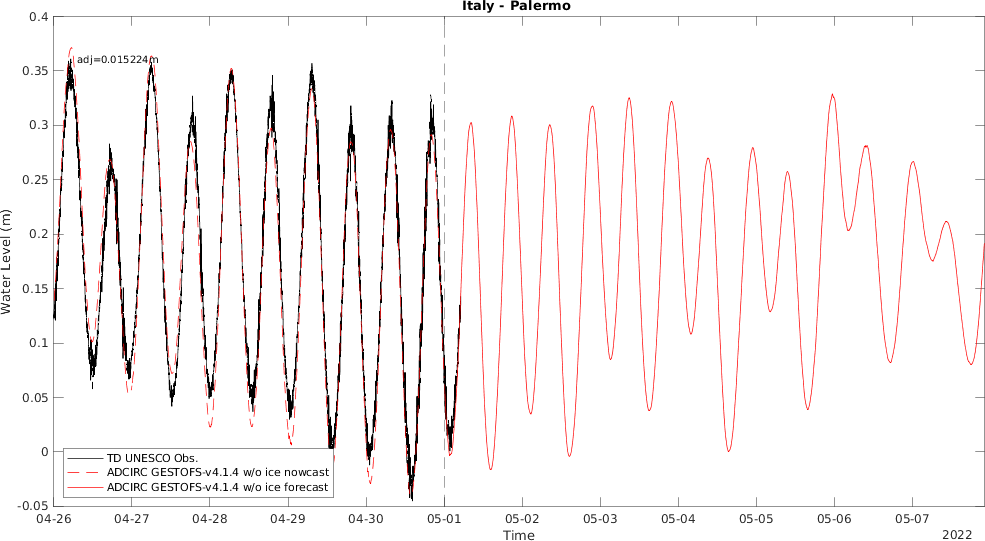 Italy - Palermo
adj=0.015224m
Water Level (m)
0.4
0.35
0.3
0.25
0.2
0.15
0.1
0.05
0
-0.05
TD UNESCO Obs.
ADCIRC GESTOFS-v4.1.4 w/o ice nowcast
ADCIRC GESTOFS-v4.1.4 w/o ice forecast
04-26 04-27 04-28 04-29 04-30 05-01 05-02 05-03 05-04 05-05 05-06 05-07
Time
2022